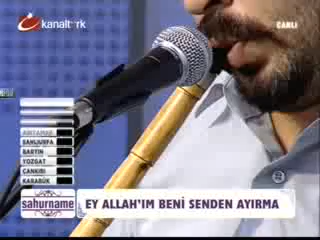 kanaltürk
CANLI
ADIYAMAN
ŞANLIURFA
BARTIN
YOZGAT
ÇANKIRI
KARABÜK
sahurname
EY ALLAH'IM BENİ SENDEN AYIRMA